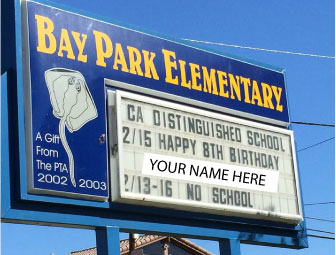 BAY PARK ELEMENTARY
A Gift
From
The PTA
2002 2003
CA DISTINGUISHED SCHOOL
2/15 HAPPY 8TH BIRTHDAY
YOUR NAME HERE
2/13-16 NO SCHOOL